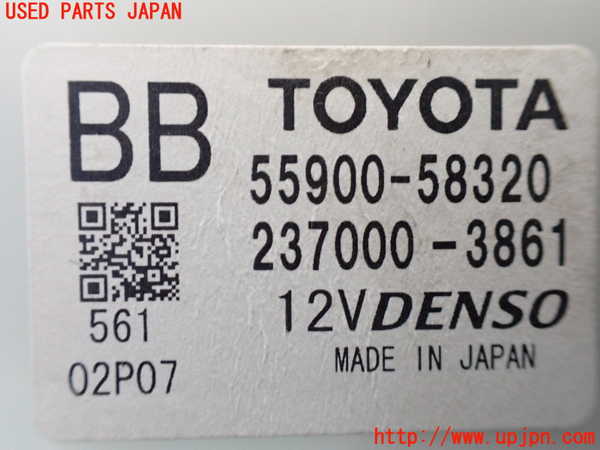 USED PARTS JAPAN
BB
TOYOTA
55900-58320
237000-3861
12V DENSO
561
02P07
MADE IN JAPAN
http://www.upjpn.com